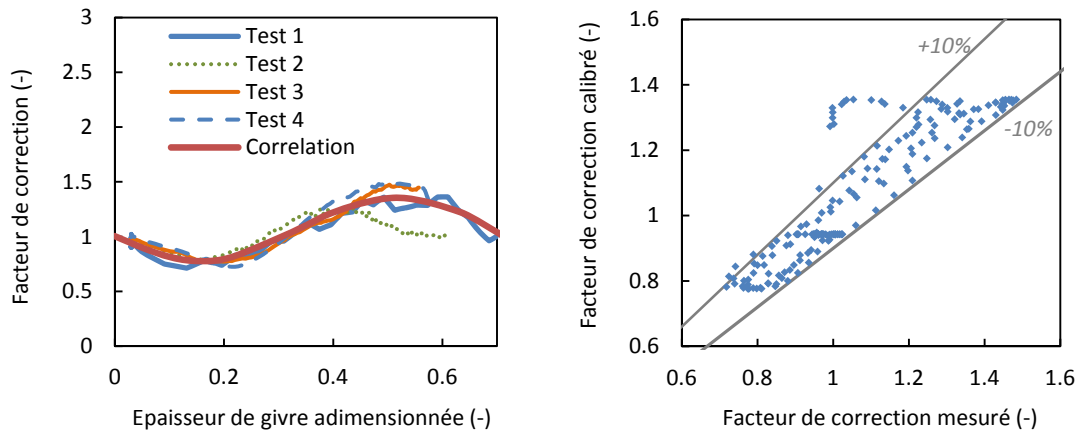 Facteur de correction (-)
3
2.5
2
1.5
1
0.5
0
0
0.2
0.4
0.6
Test 1
Test 2
Test 3
Test 4
Correlation
Epaisseur de givre adimensionnée (-)
Facteur de correction calibré (-)
1.6
1.4
1.2
1
0.8
0.6
0.6
0.8
1
1.2
1.4
1.6
+10%
-10%
Facteur de correction mesuré (-)